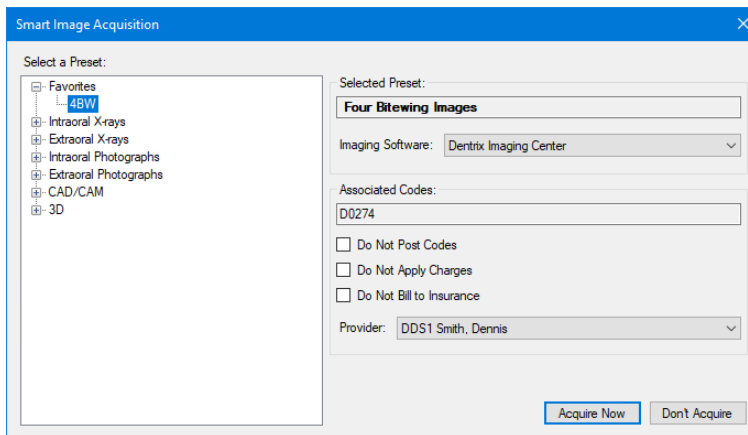 Smart Image Acquisition
Select a Preset:
Favorites
4BW
Intraoral X-rays
Extraoral X-rays
Intraoral Photographs
Extraoral Photographs
CAD/CAM
3D
Selected Preset:
Four Bitewing Images
Imaging Software: Dentrix Imaging Center
Associated Codes:
D0274
Do Not Post Codes
Do Not Apply Charges
Do Not Bill to Insurance
Provider: DDS1 Smith, Dennis
Acquire Now Don't Acquire